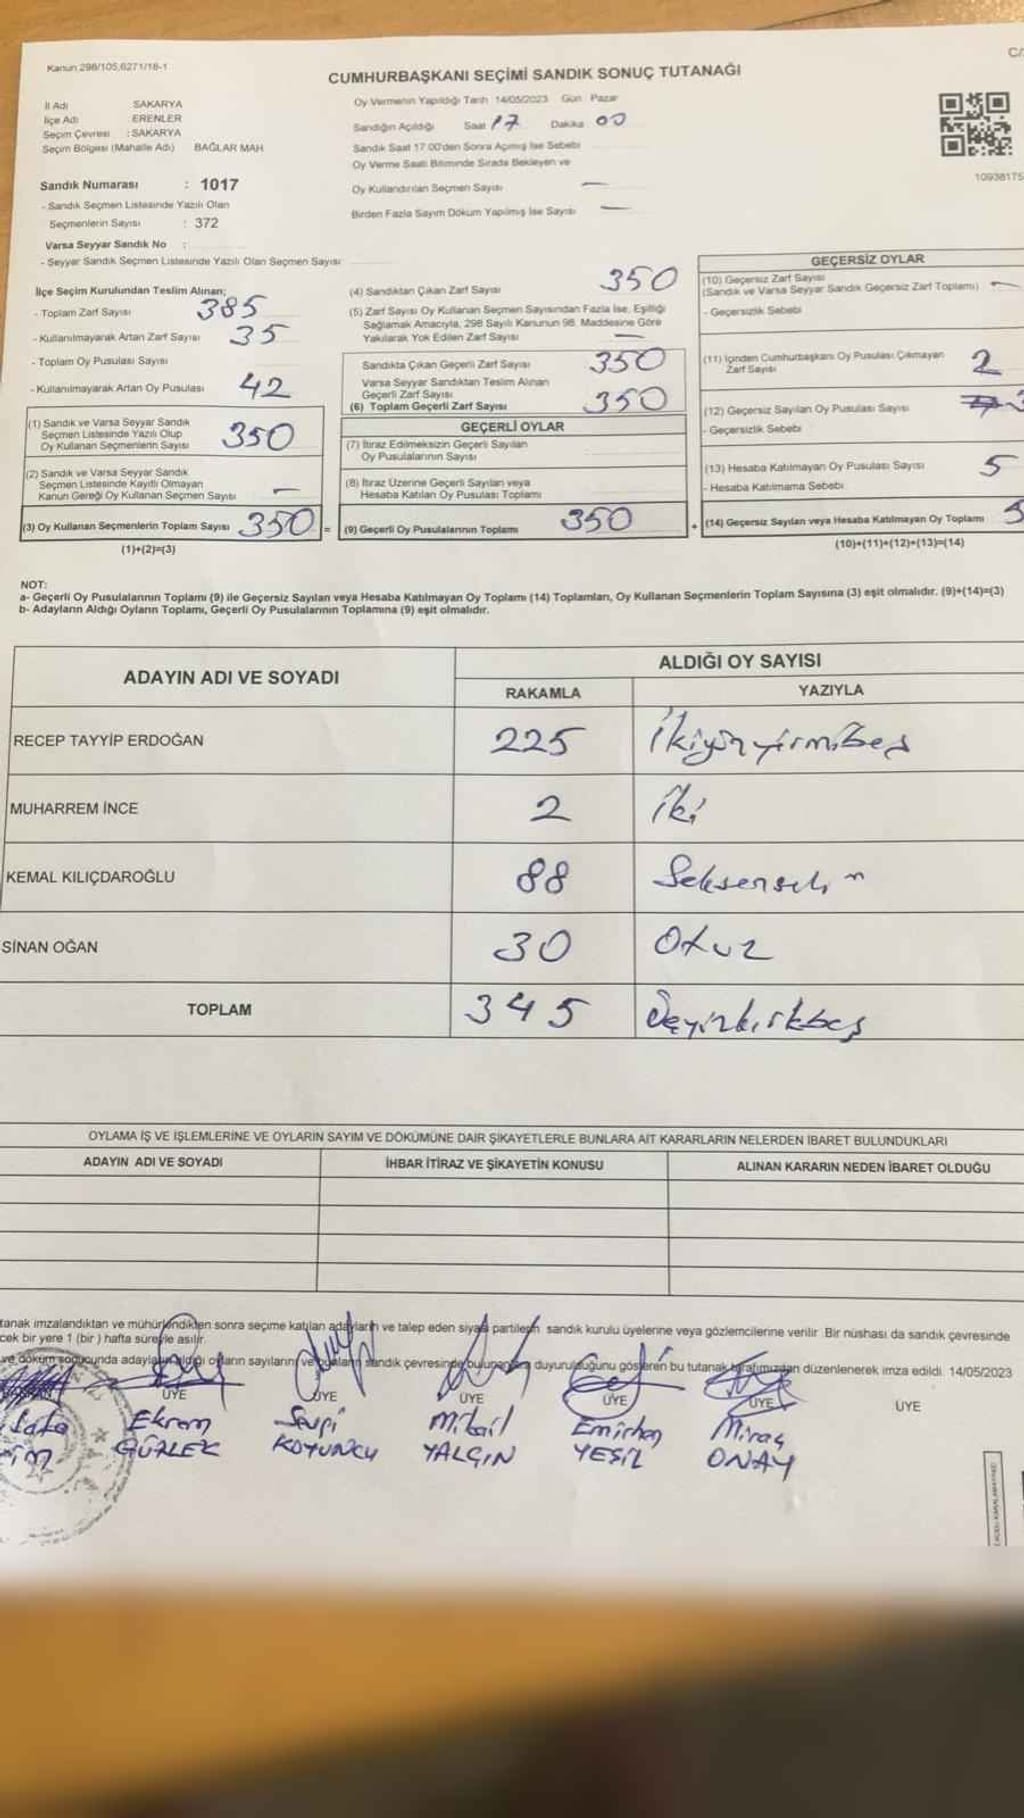 Kanun 298/105,6271/18-1
CUMHURBAŞKANI SEÇİMİ SANDIK SONUÇ TUTANAĞI
İl Adı SAKARYA
İlçe Adı ERENLER
Seçim Çevresi : SAKARYA
Seçim Bölgesi (Mahalle Adı) BAĞLAR MAH
Oy Vermenin Yapıldığı Tarih 14/05/2023 Gün Pazar
Sandığın Açıldığı Saat 17 Dakika 00
Sandık Saat 17.00'den Sonra Açılmış İse Sebebi
Oy Verme Saati Bitiminde Sırada Bekleyen ve
Oy Kullandırılan Seçmen Sayısı —
Birden Fazla Sayım Döküm Yapılmış İse Sayısı —
10938175
Sandık Numarası : 1017
- Sandık Seçmen Listesinde Yazılı Olan
Seçmenlerin Sayısı : 372
Varsa Seyyar Sandık No :
- Seyyar Sandık Seçmen Listesinde Yazılı Olan Seçmen Sayısı
İlçe Seçim Kurulundan Teslim Alınan;
- Toplam Zarf Sayısı 385
- Kullanılmayarak Artan Zarf Sayısı 35
- Toplam Oy Pusulası Sayısı
- Kullanılmayarak Artan Oy Pusulası 42
(1) Sandık ve Varsa Seyyar Sandık
Seçmen Listesinde Yazılı Olup
Oy Kullanan Seçmenlerin Sayısı 350
(2) Sandık ve Varsa Seyyar Sandık
Seçmen Listesinde Kayıtlı Olmayan
Kanun Gereği Oy Kullanan Seçmen Sayısı —
(3) Oy Kullanan Seçmenlerin Toplam Sayısı 350 =
(1)+(2)=(3)
(4) Sandıktan Çıkan Zarf Sayısı 350
(5) Zarf Sayısı Oy Kullanan Seçmen Sayısından Fazla İse, Eşitliği
Sağlamak Amacıyla, 298 Sayılı Kanunun 98. Maddesine Göre
Yakılarak Yok Edilen Zarf Sayısı —
Sandıkta Çıkan Geçerli Zarf Sayısı 350
Varsa Seyyar Sandıktan Teslim Alınan
Geçerli Zarf Sayısı
(6) Toplam Geçerli Zarf Sayısı 350
GEÇERLİ OYLAR
(7) İtiraz Edilmeksizin Geçerli Sayılan
Oy Pusulalarının Sayısı
(8) İtiraz Üzerine Geçerli Sayılan veya
Hesaba Katılan Oy Pusulası Toplamı
(9) Geçerli Oy Pusulalarının Toplamı 350 +
GEÇERSİZ OYLAR
(10) Geçersiz Zarf Sayısı
(Sandık ve Varsa Seyyar Sandık Geçersiz Zarf Toplamı) —
- Geçersizlik Sebebi
(11) İçinden Cumhurbaşkanı Oy Pusulası Çıkmayan
Zarf Sayısı 2
(12) Geçersiz Sayılan Oy Pusulası Sayısı 3
- Geçersizlik Sebebi
(13) Hesaba Katılmayan Oy Pusulası Sayısı 5
- Hesaba Katılmama Sebebi
(14) Geçersiz Sayılan veya Hesaba Katılmayan Oy Toplamı 5
(10)+(11)+(12)+(13)=(14)
NOT:
a- Geçerli Oy Pusulalarının Toplamı (9) ile Geçersiz Sayılan veya Hesaba Katılmayan Oy Toplamı (14) Toplamları, Oy Kullanan Seçmenlerin Toplam Sayısına (3) eşit olmalıdır. (9)+(14)=(3)
b- Adayların Aldığı Oyların Toplamı, Geçerli Oy Pusulalarının Toplamına (9) eşit olmalıdır.
ADAYIN ADI VE SOYADI
ALDIĞI OY SAYISI
RAKAMLA YAZIYLA
RECEP TAYYİP ERDOĞAN 225 İkiyüzyirmibeş
MUHARREM İNCE 2 İki
KEMAL KILIÇDAROĞLU 88 Seksensekiz
SİNAN OĞAN 30 Otuz
TOPLAM 345 Üçyüzkırkbeş
OYLAMA İŞ VE İŞLEMLERİNE VE OYLARIN SAYIM VE DÖKÜMÜNE DAİR ŞİKAYETLERLE BUNLARA AİT KARARLARIN NELERDEN İBARET BULUNDUKLARI
ADAYIN ADI VE SOYADI İHBAR İTİRAZ VE ŞİKAYETİN KONUSU ALINAN KARARIN NEDEN İBARET OLDUĞU
tanak imzalandıktan ve mühürlendikten sonra seçime katılan adayların ve talep eden siyasi partilerin sandık kurulu üyelerine veya gözlemcilerine verilir. Bir nüshası da sandık çevresinde
cek bir yere 1 (bir) hafta süreyle asılır.
ve döküm sonucunda adayların aldığı oyların sayılarını ve bunların sandık çevresinde duyurulduğunu gösteren bu tutanak tarafımızdan düzenlenerek imza edildi. 14/05/2023
ÜYE ÜYE ÜYE ÜYE ÜYE ÜYE
Ekrem Mikail Emirhan Miraç
GÜRLEK KOYUNCU YALÇIN YEŞİL ONAY